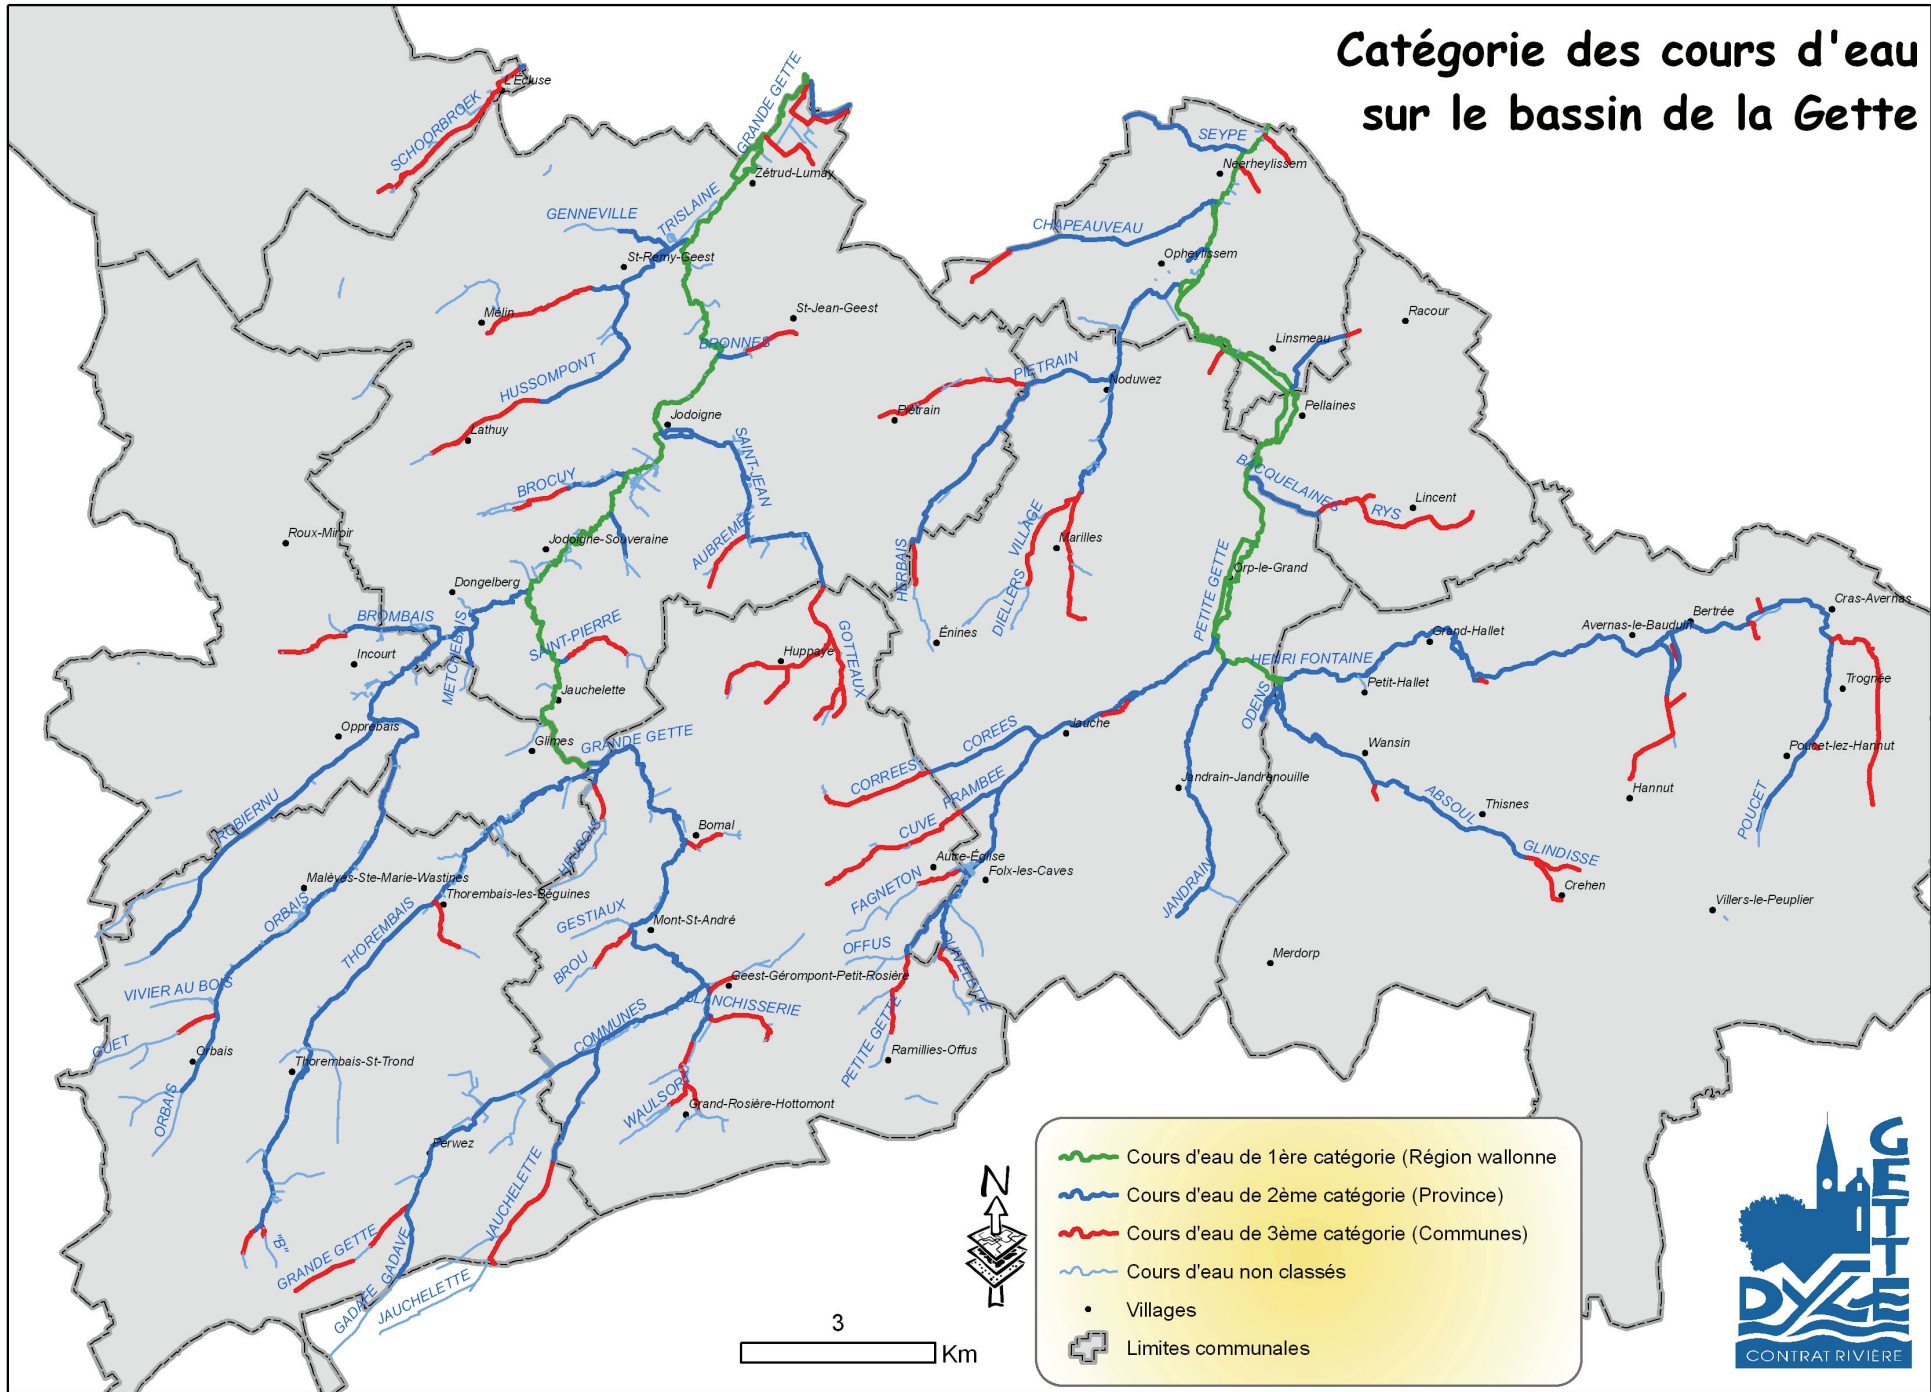 Catégorie des cours d'eau
sur le bassin de la Gette
L'Écluse
SCHOORBROEK
GRANDE GETTE
Zétrud-Lumay
TRISLAINE
GENNEVILLE
St-Remy-Geest
Mélin
St-Jean-Geest
BRONNES
HUSSOMPONT
Lathuy
Jodoigne
SAINT-JEAN
BROCUY
AUBREMEE
Roux-Miroir
Jodoigne-Souveraine
Dongelberg
BROMBAIS
METCHEBAIS
Incourt
SAINT-PIERRE
Jauchelette
Opprebais
Glimes
GRANDE GETTE
Huppaye
GOTTEAUX
SEYPE
Neerheylissem
CHAPEAUVEAU
Opheylissem
Racour
Linsmeau
PIETRAIN
Noduwez
Piétrain
Pellaines
BACQUELAINES
RYS
Lincent
VILLAGE
Marilles
HERBAIS
DIELLERS
Énines
PETITE GETTE
Orp-le-Grand
Cras-Avernas
Bertrée
Avernas-le-Bauduin
Grand-Hallet
HENRI FONTAINE
Petit-Hallet
ODENS
Trognée
Wansin
Poucet-lez-Hannut
Hannut
POUCET
ABSOUL
Thisnes
GLINDISSE
Crehen
Villers-le-Peuplier
Merdorp
Jauche
COREES
CORREES
FRAMBEE
CUVE
Jandrain-Jandrenouille
JANDRAIN
Autre-Église
Folx-les-Caves
FAGNETON
OFFUS
PETITE GETTE
Ramillies-Offus
ROBIERNU
Bomal
Malèves-Ste-Marie-Wastines
Thorembais-les-Béguines
ORBAIS
THOREMBAIS
GESTIAUX
Mont-St-André
BROU
Geest-Gérompont-Petit-Rosière
BLANCHISSERIE
COMMUNES
VIVIER AU BOIS
GUET
Orbais
Thorembais-St-Trond
ORBAIS
WAULSORT
Grand-Rosière-Hottomont
Perwez
JAUCHELETTE
"B"
GRANDE GETTE
GADAVE
GADAFE
JAUCHELETTE
N
3
Km
Cours d'eau de 1ère catégorie (Région wallonne
Cours d'eau de 2ème catégorie (Province)
Cours d'eau de 3ème catégorie (Communes)
Cours d'eau non classés
Villages
Limites communales
GETTE
DYLE
CONTRAT RIVIÈRE